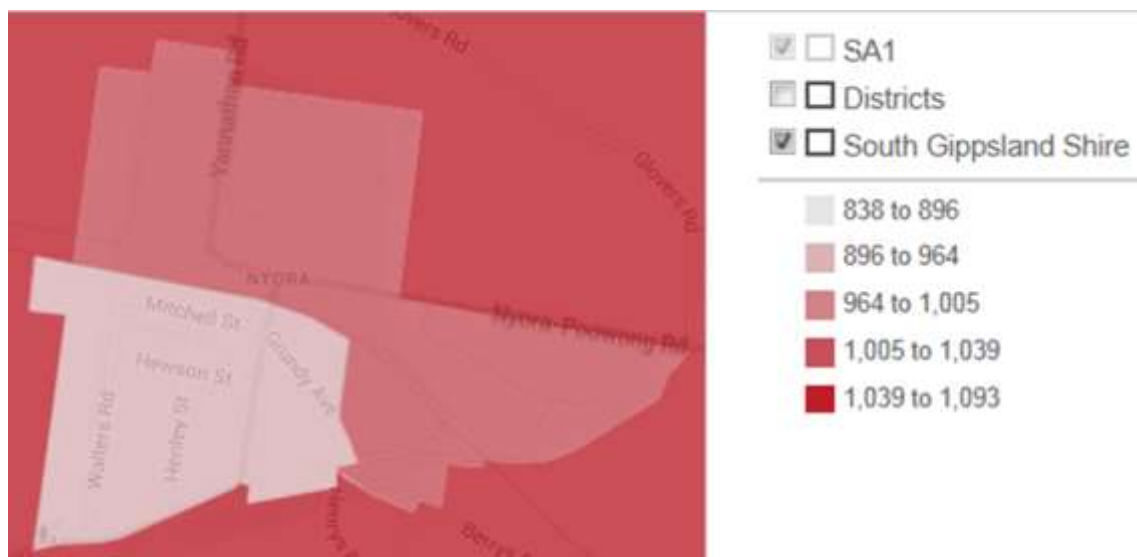 Glovers Rd
Yannathan Rd
Glovers Rd
NYORA
Mitchell St
Nyora-Poowong Rd
Grundy Ave
Hewson St
Walters Rd
Henley St
SA1
Districts
South Gippsland Shire
838 to 896
896 to 964
964 to 1,005
1,005 to 1,039
1,039 to 1,093